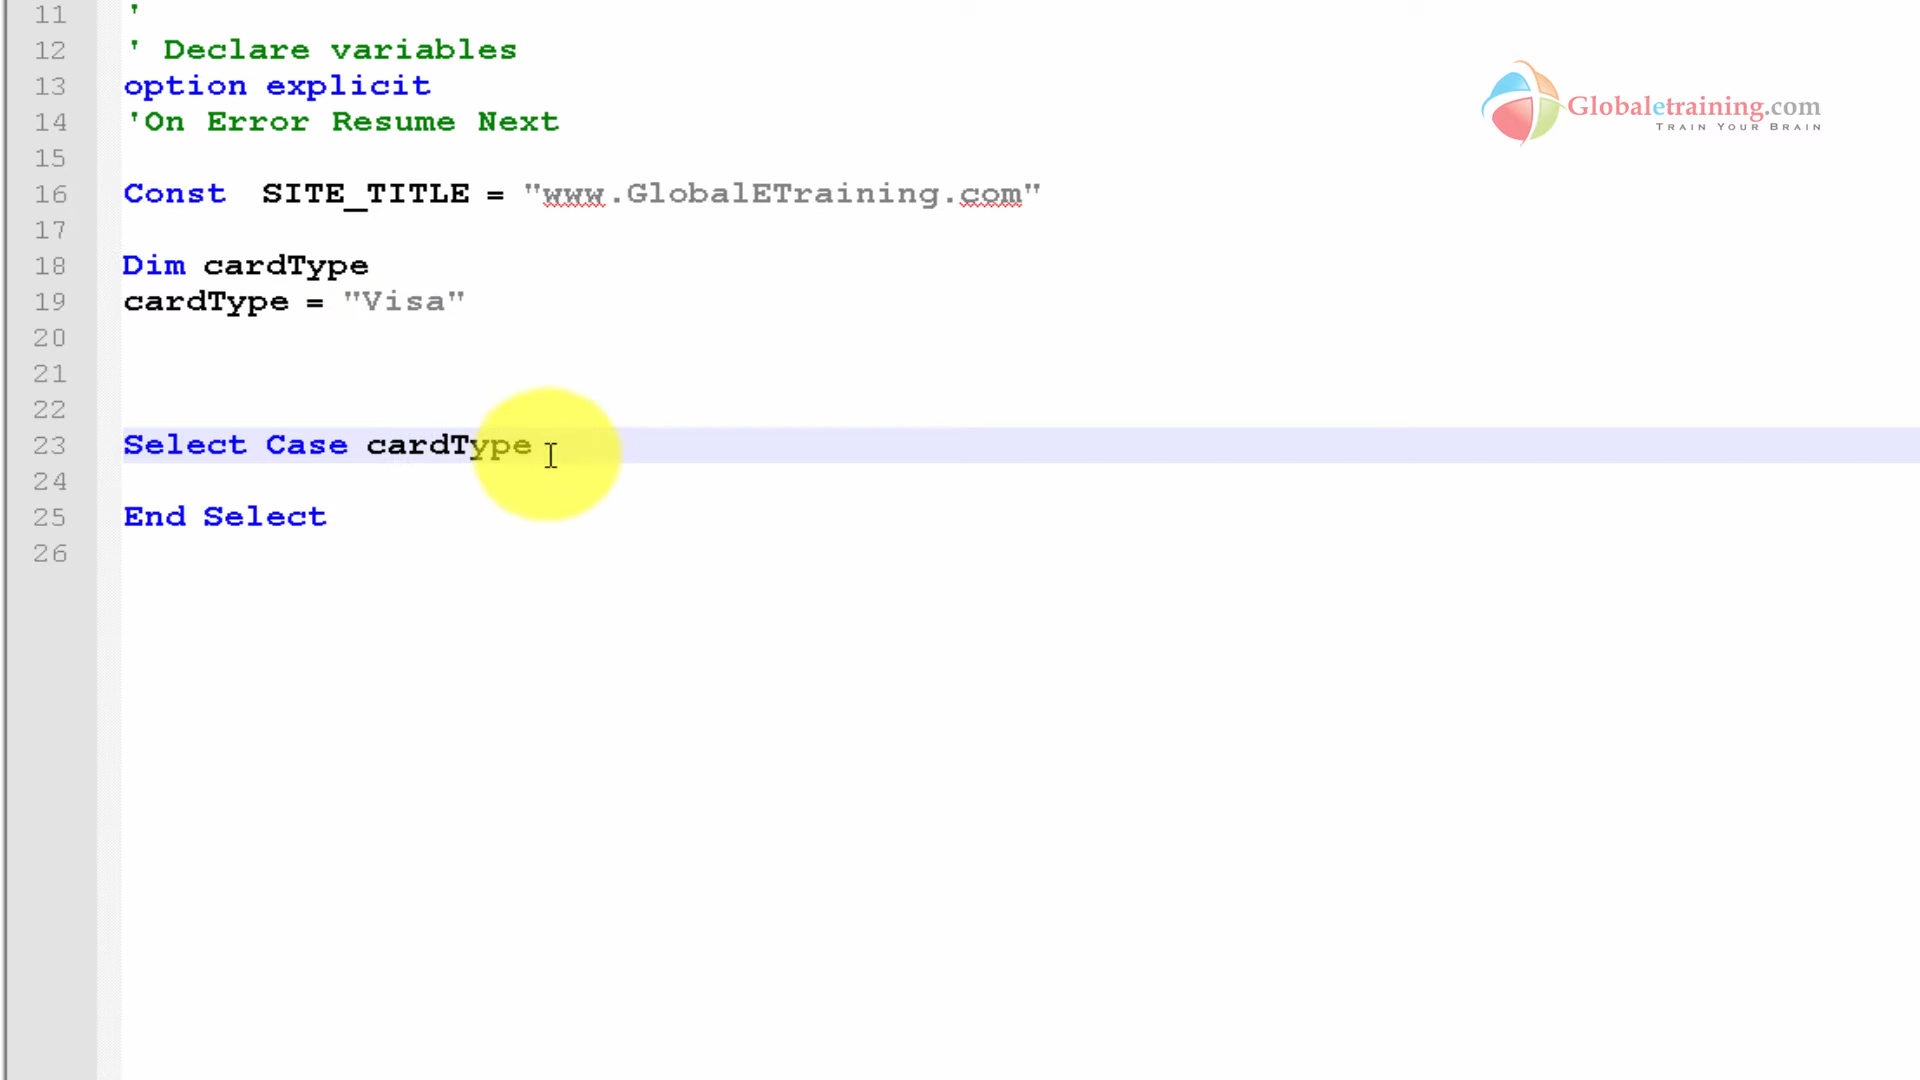 11 '
12 ' Declare variables
13 option explicit
14 'On Error Resume Next
15
16 Const  SITE_TITLE = "www.GlobalETraining.com"
17
18 Dim cardType
19 cardType = "Visa"
20
21
22
23 Select Case cardType
24
25 End Select
26
Globaletraining.com
TRAIN YOUR BRAIN